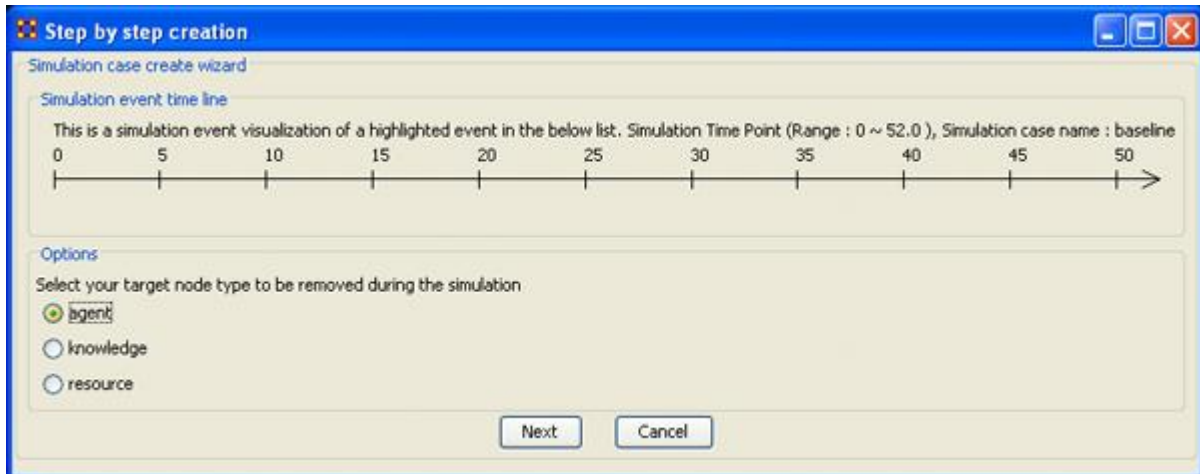 Step by step creation
Simulation case create wizard
Simulation event time line
This is a simulation event visualization of a highlighted event in the below list. Simulation Time Point (Range : 0 ~ 52.0 ), Simulation case name : baseline
0 5 10 15 20 25 30 35 40 45 50
Options
Select your target node type to be removed during the simulation
agent
knowledge
resource
Next Cancel